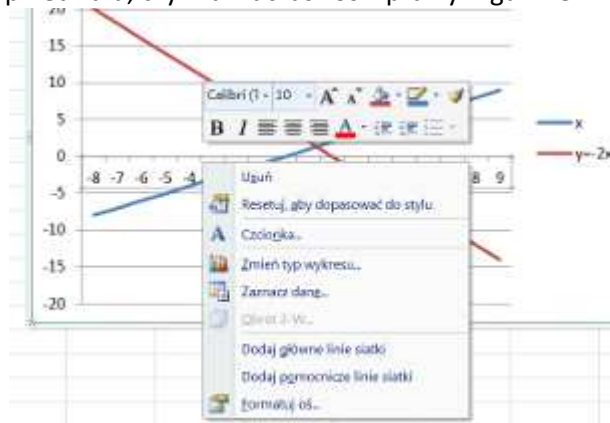 20
15
10
5
0
-5
-10
-15
-20
-8 -7 -6 -5 -4
8 9
x
Calibri (T 10 A A
B I A
Usuń
Resetuj, aby dopasować do stylu
Czcionka...
Zmień typ wykresu...
Zaznacz dane...
Obrót 3-W...
Dodaj główne linie siatki
Dodaj pomocnicze linie siatki
Formatuj oś...